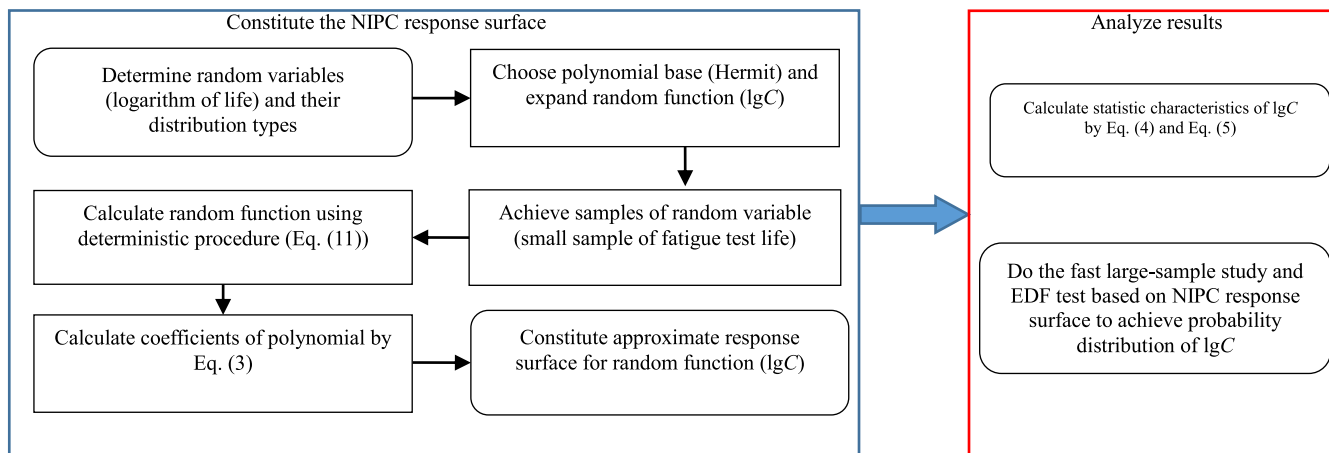 Constitute the NIPC response surface
Determine random variables
(logarithm of life) and their
distribution types
Choose polynomial base (Hermit) and
expand random function (lgC)
Calculate random function using
deterministic procedure (Eq. (11))
Achieve samples of random variable
(small sample of fatigue test life)
Calculate coefficients of polynomial by
Eq. (3)
Constitute approximate response
surface for random function (lgC)
Analyze results
Calculate statistic characteristics of lgC
by Eq. (4) and Eq. (5)
Do the fast large-sample study and
EDF test based on NIPC response
surface to achieve probability
distribution of lgC